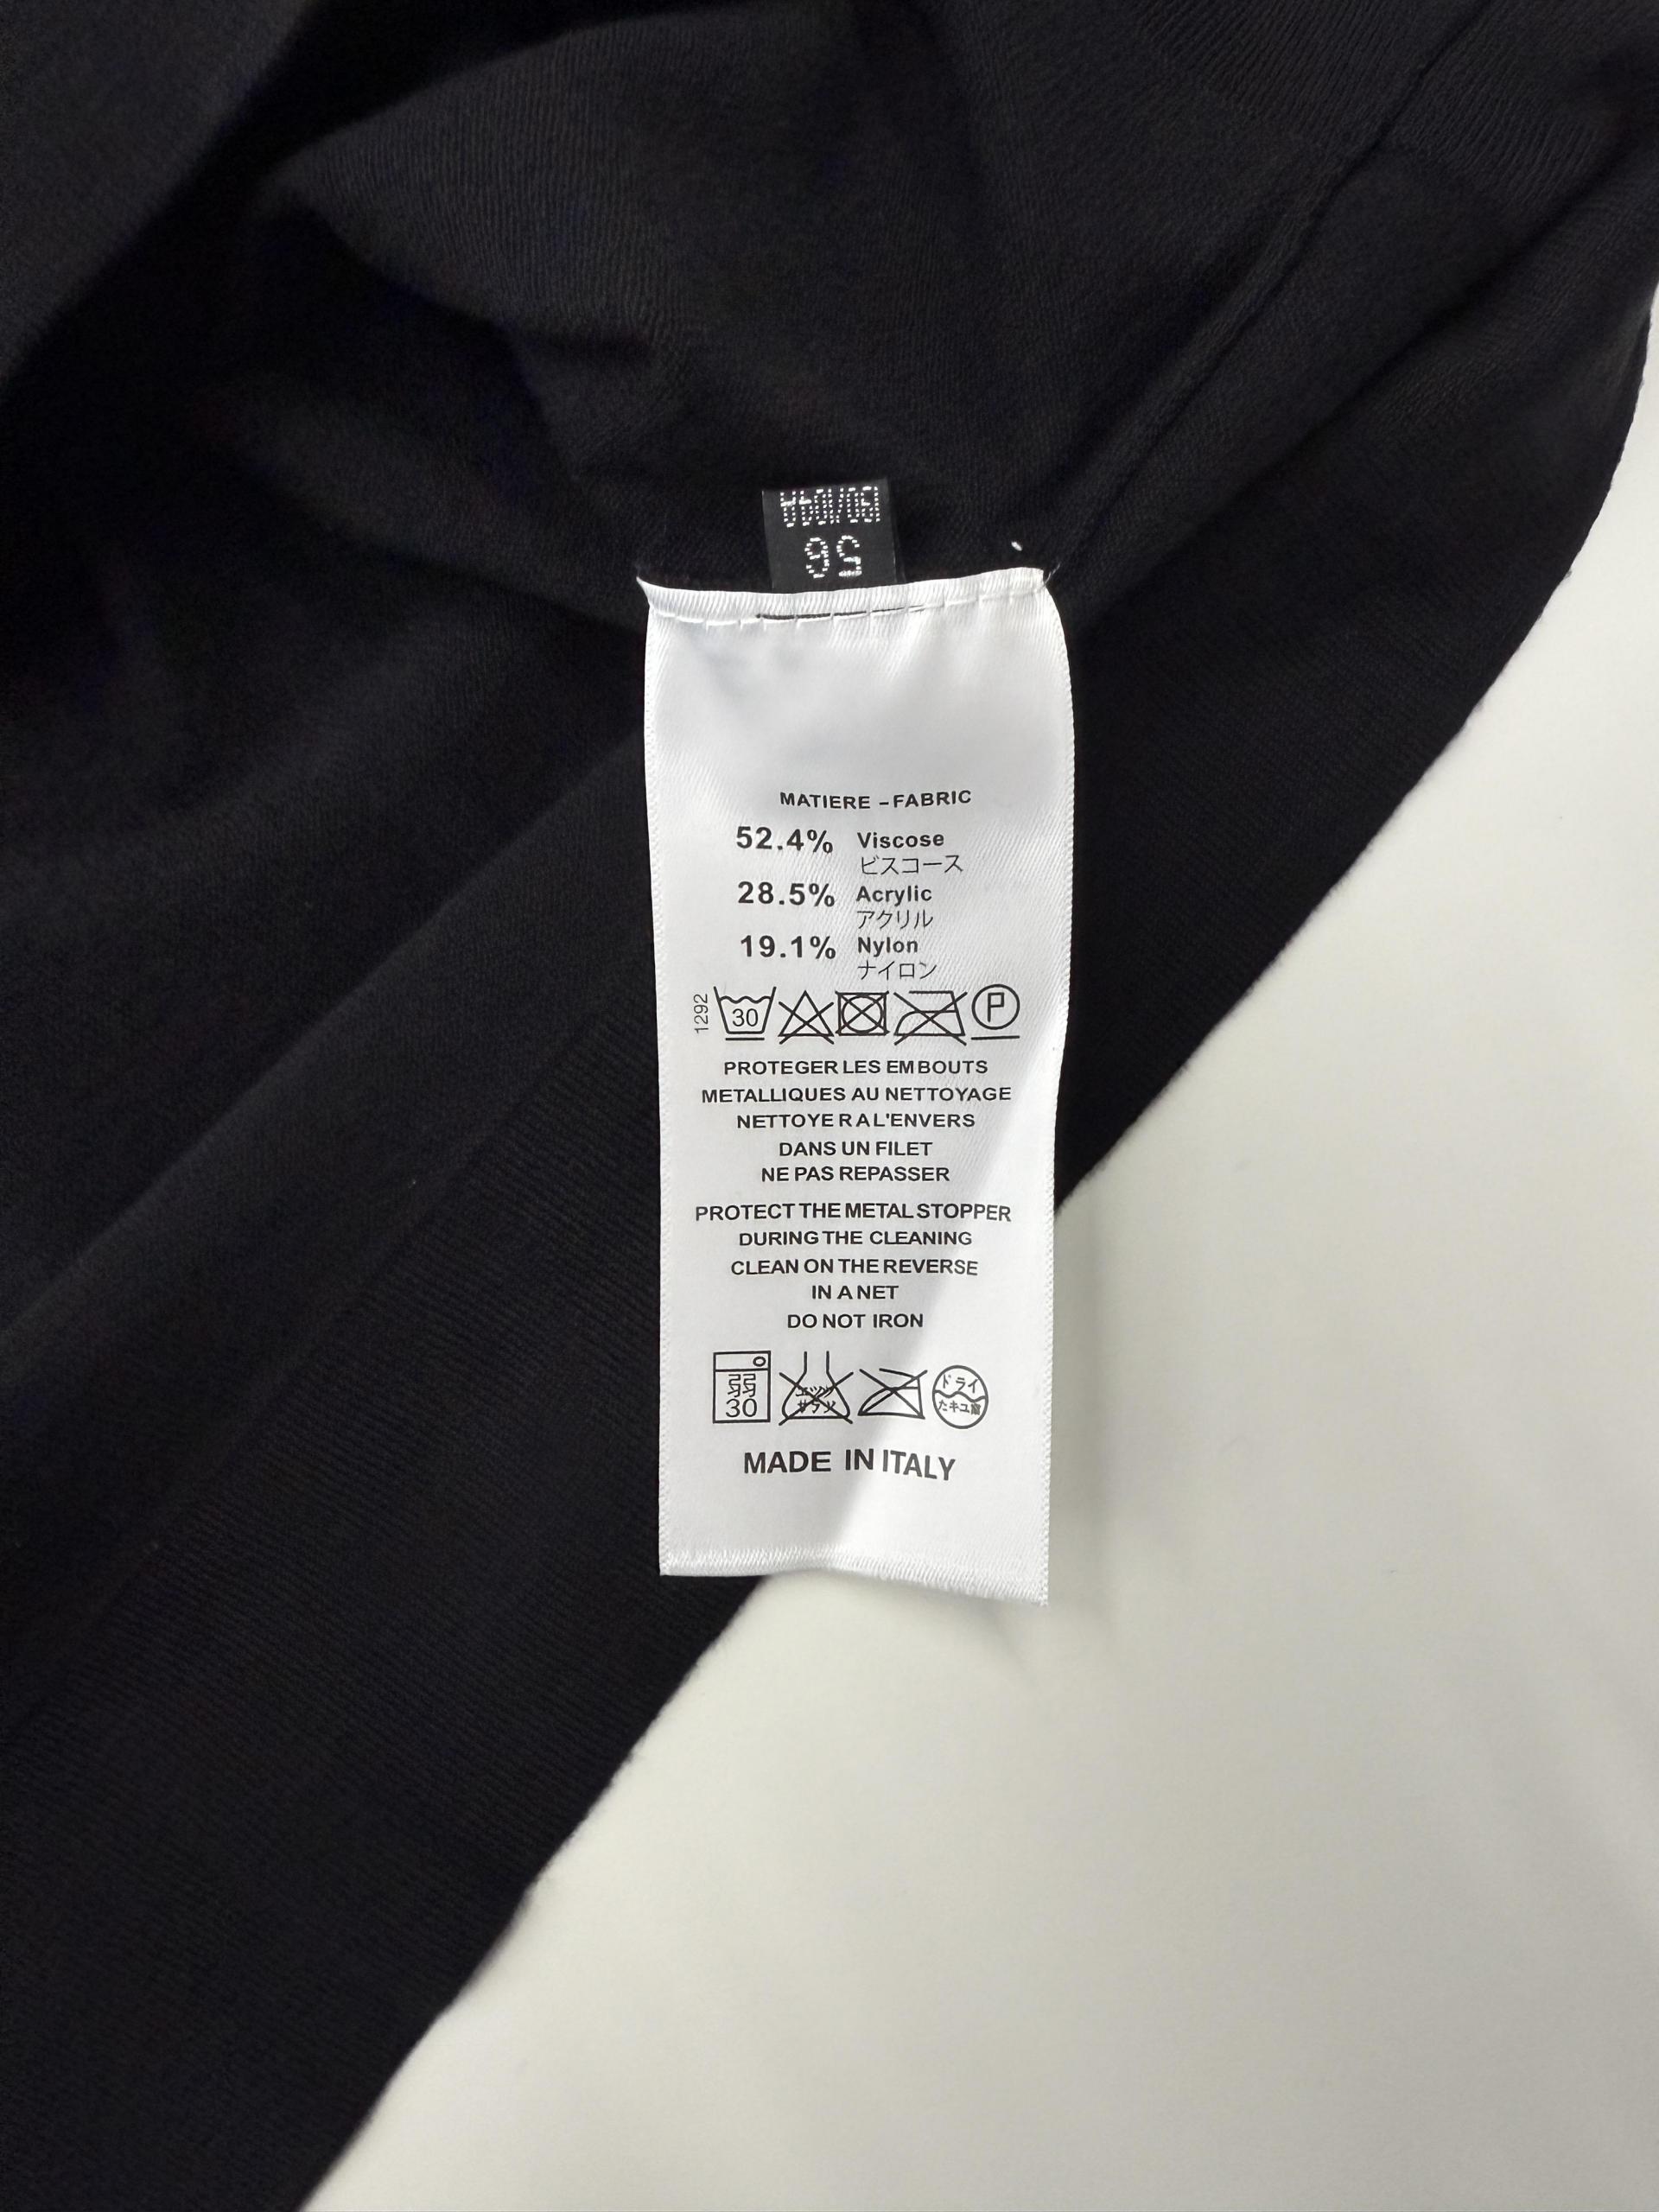 56
MATIERE – FABRIC
52.4% Viscose
ビスコース
28.5% Acrylic
アクリル
19.1% Nylon
ナイロン
1292
30
P
PROTEGER LES EMBOUTS
METALLIQUES AU NETTOYAGE
NETTOYER A L'ENVERS
DANS UN FILET
NE PAS REPASSER
PROTECT THE METAL STOPPER
DURING THE CLEANING
CLEAN ON THE REVERSE
IN A NET
DO NOT IRON
弱
30
ドライ
MADE IN ITALY